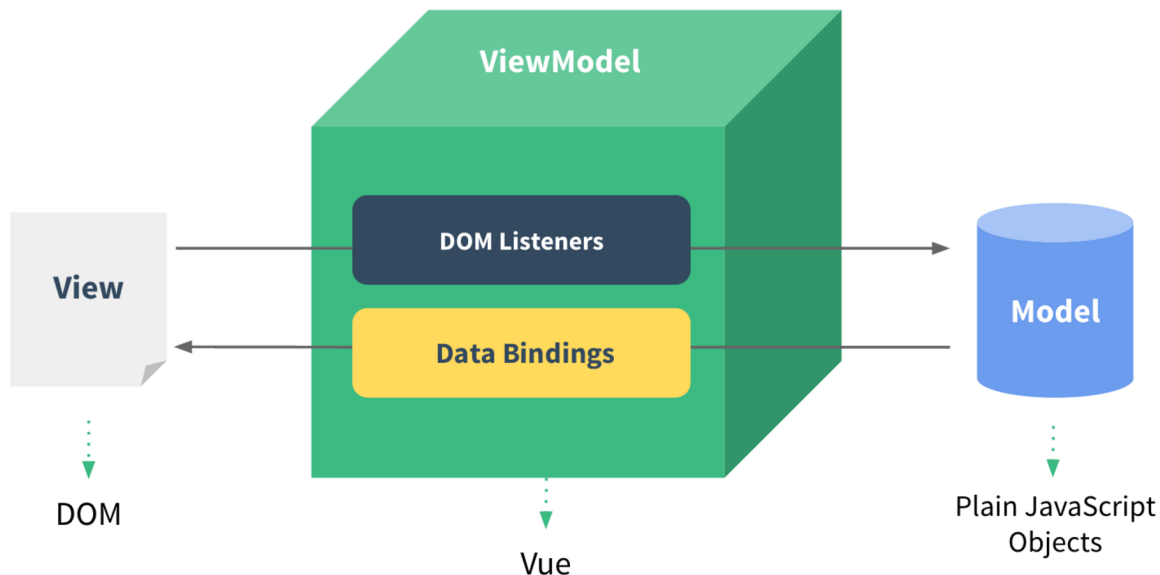 ViewModel
DOM Listeners
View
Data Bindings
Model
DOM
Vue
Plain JavaScript
Objects